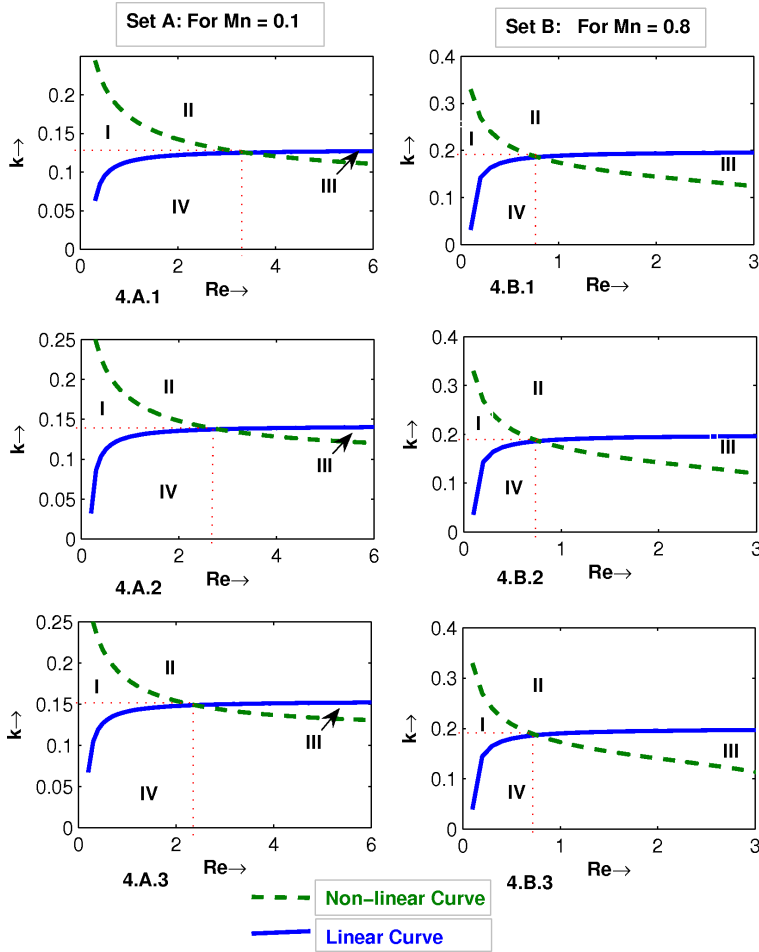 Set A: For Mn = 0.1
Set B: For Mn = 0.8
0.2
0.15
0.1
0.05
0
0
2
4
6
k→
Re→
I
II
III
IV
4.A.1
0.4
0.3
0.2
0.1
0
0
1
2
3
k→
Re→
I
II
III
IV
4.B.1
0.25
0.2
0.15
0.1
0.05
0
0
2
4
6
k→
Re→
I
II
III
IV
4.A.2
0.4
0.3
0.2
0.1
0
0
1
2
3
k→
Re→
I
II
III
IV
4.B.2
0.25
0.2
0.15
0.1
0.05
0
0
2
4
6
k→
Re→
I
II
III
IV
4.A.3
0.4
0.3
0.2
0.1
0
0
1
2
3
k→
Re→
I
II
III
IV
4.B.3
Non−linear Curve
Linear Curve